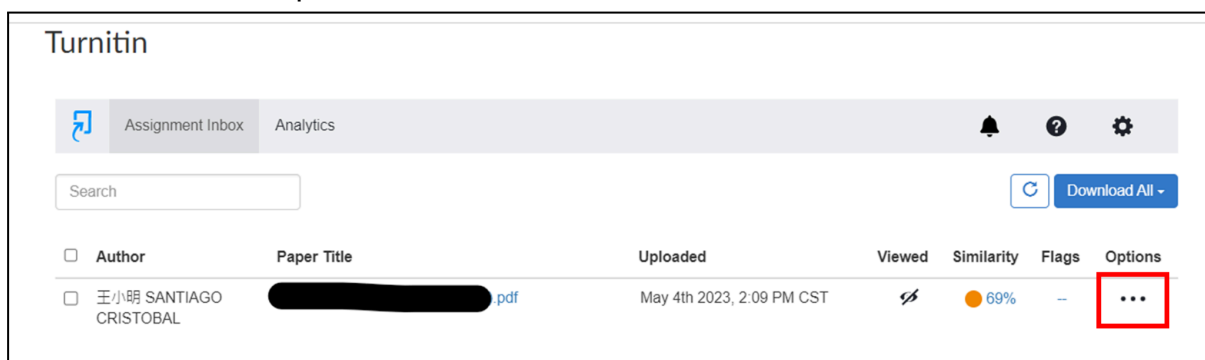 Turnitin
Assignment Inbox Analytics
Search Download All
Author Paper Title Uploaded Viewed Similarity Flags Options
王小明 SANTIAGO .pdf May 4th 2023, 2:09 PM CST 69% -- •••
CRISTOBAL